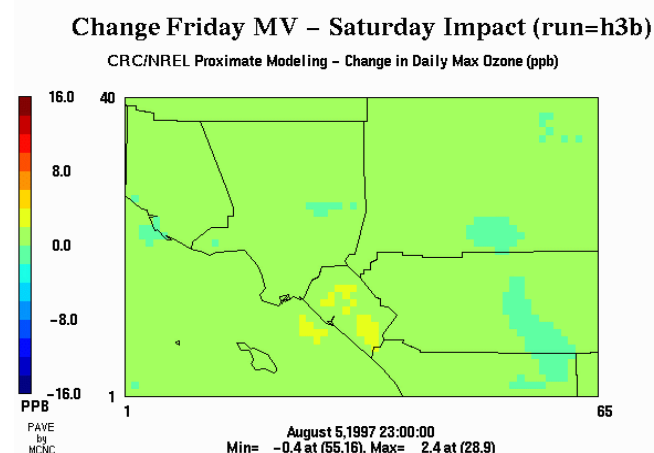 Change Friday MV – Saturday Impact (run=h3b)
CRC/NREL Proximate Modeling – Change in Daily Max Ozone (ppb)
16.0
8.0
0.0
-8.0
-16.0
PPB
PAVE
by
MCNC
40
1
1
65
August 5,1997 23:00:00
Min= -0.4 at (55,16), Max= 2.4 at (28,9)